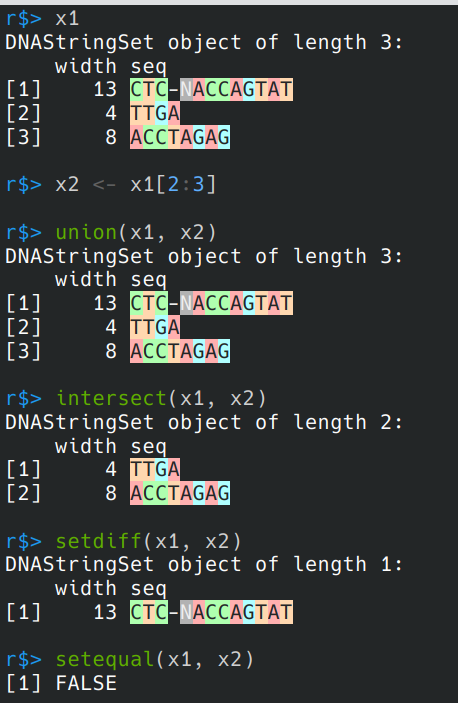 r$> x1
DNAStringSet object of length 3:
    width seq
[1]    13 CTC-NACCAGTAT
[2]     4 TTGA
[3]     8 ACCTAGAG
r$> x2 <- x1[2:3]
r$> union(x1, x2)
DNAStringSet object of length 3:
    width seq
[1]    13 CTC-NACCAGTAT
[2]     4 TTGA
[3]     8 ACCTAGAG
r$> intersect(x1, x2)
DNAStringSet object of length 2:
    width seq
[1]     4 TTGA
[2]     8 ACCTAGAG
r$> setdiff(x1, x2)
DNAStringSet object of length 1:
    width seq
[1]    13 CTC-NACCAGTAT
r$> setequal(x1, x2)
[1] FALSE